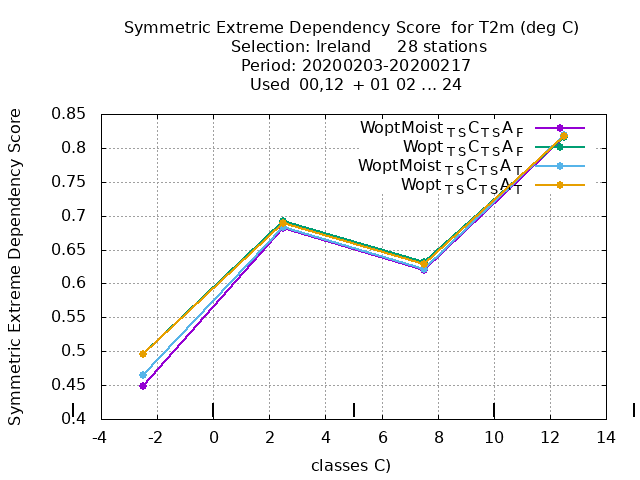 Symmetric Extreme Dependency Score for T2m (deg C)
Selection: Ireland 28 stations
Period: 20200203-20200217
Used 00,12 + 01 02 ... 24
Symmetric Extreme Dependency Score
0.85
0.8
0.75
0.7
0.65
0.6
0.55
0.5
0.45
0.4
WoptMoist TS C TS A F
Wopt TS C TS A F
WoptMoist TS C TS A T
Wopt TS C TS A T
-4 -2 0 2 4 6 8 10 12 14
classes C)